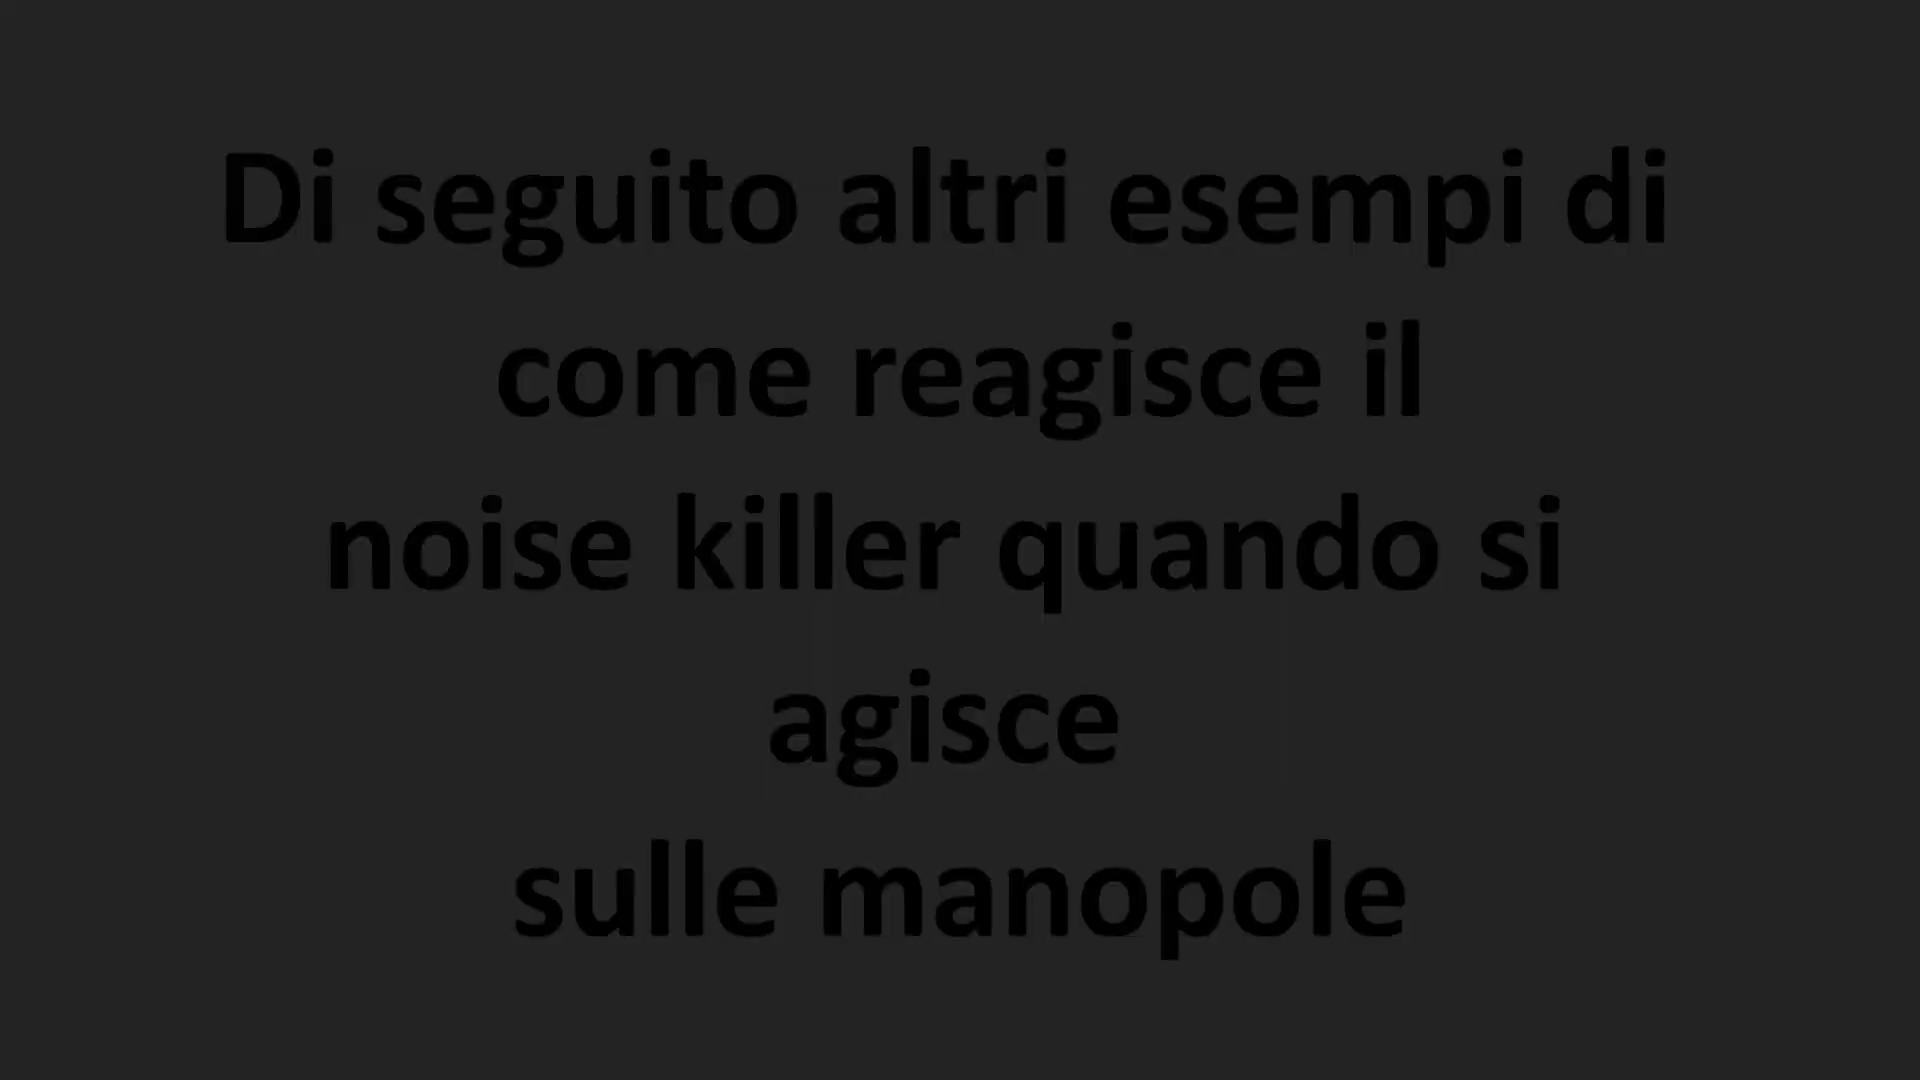 Di seguito altri esempi di
come reagisce il
noise killer quando si
agisce
sulle manopole